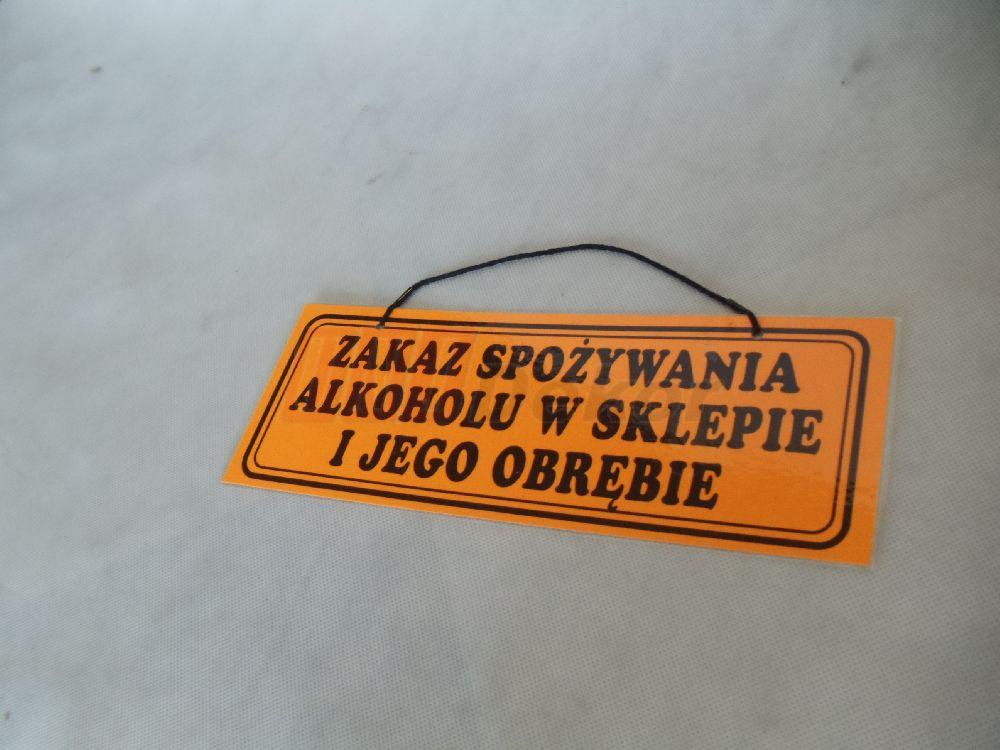 ZAKAZ SPOŻYWANIA
ALKOHOLU W SKLEPIE
I JEGO OBRĘBIE